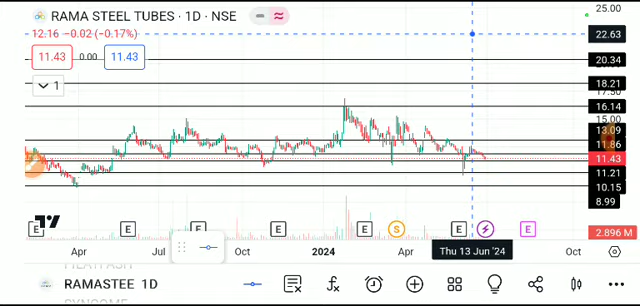 RAMA STEEL TUBES · 1D · NSE
12.16 −0.02 (−0.17%)
11.43 0.00 11.43
1
25.00
22.63
20.34
18.21
17.50
16.14
15.00
13.09
11.86
11.43
11.21
10.15
8.99
2.896 M
E E E E E S E E
Apr Jul Oct 2024 Apr Thu 13 Jun '24 Oct
RAMASTEE 1D